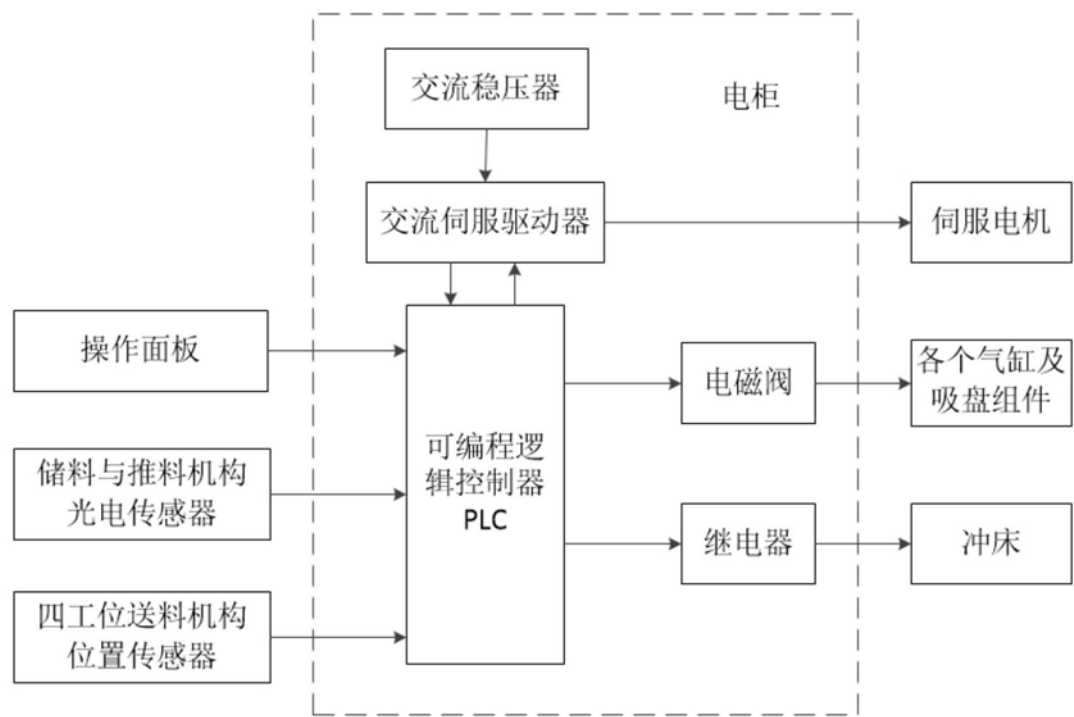 交流稳压器
电柜
交流伺服驱动器
伺服电机
操作面板
电磁阀
各个气缸及
吸盘组件
储料与推料机构
光电传感器
可编程逻
辑控制器
PLC
继电器
冲床
四工位送料机构
位置传感器